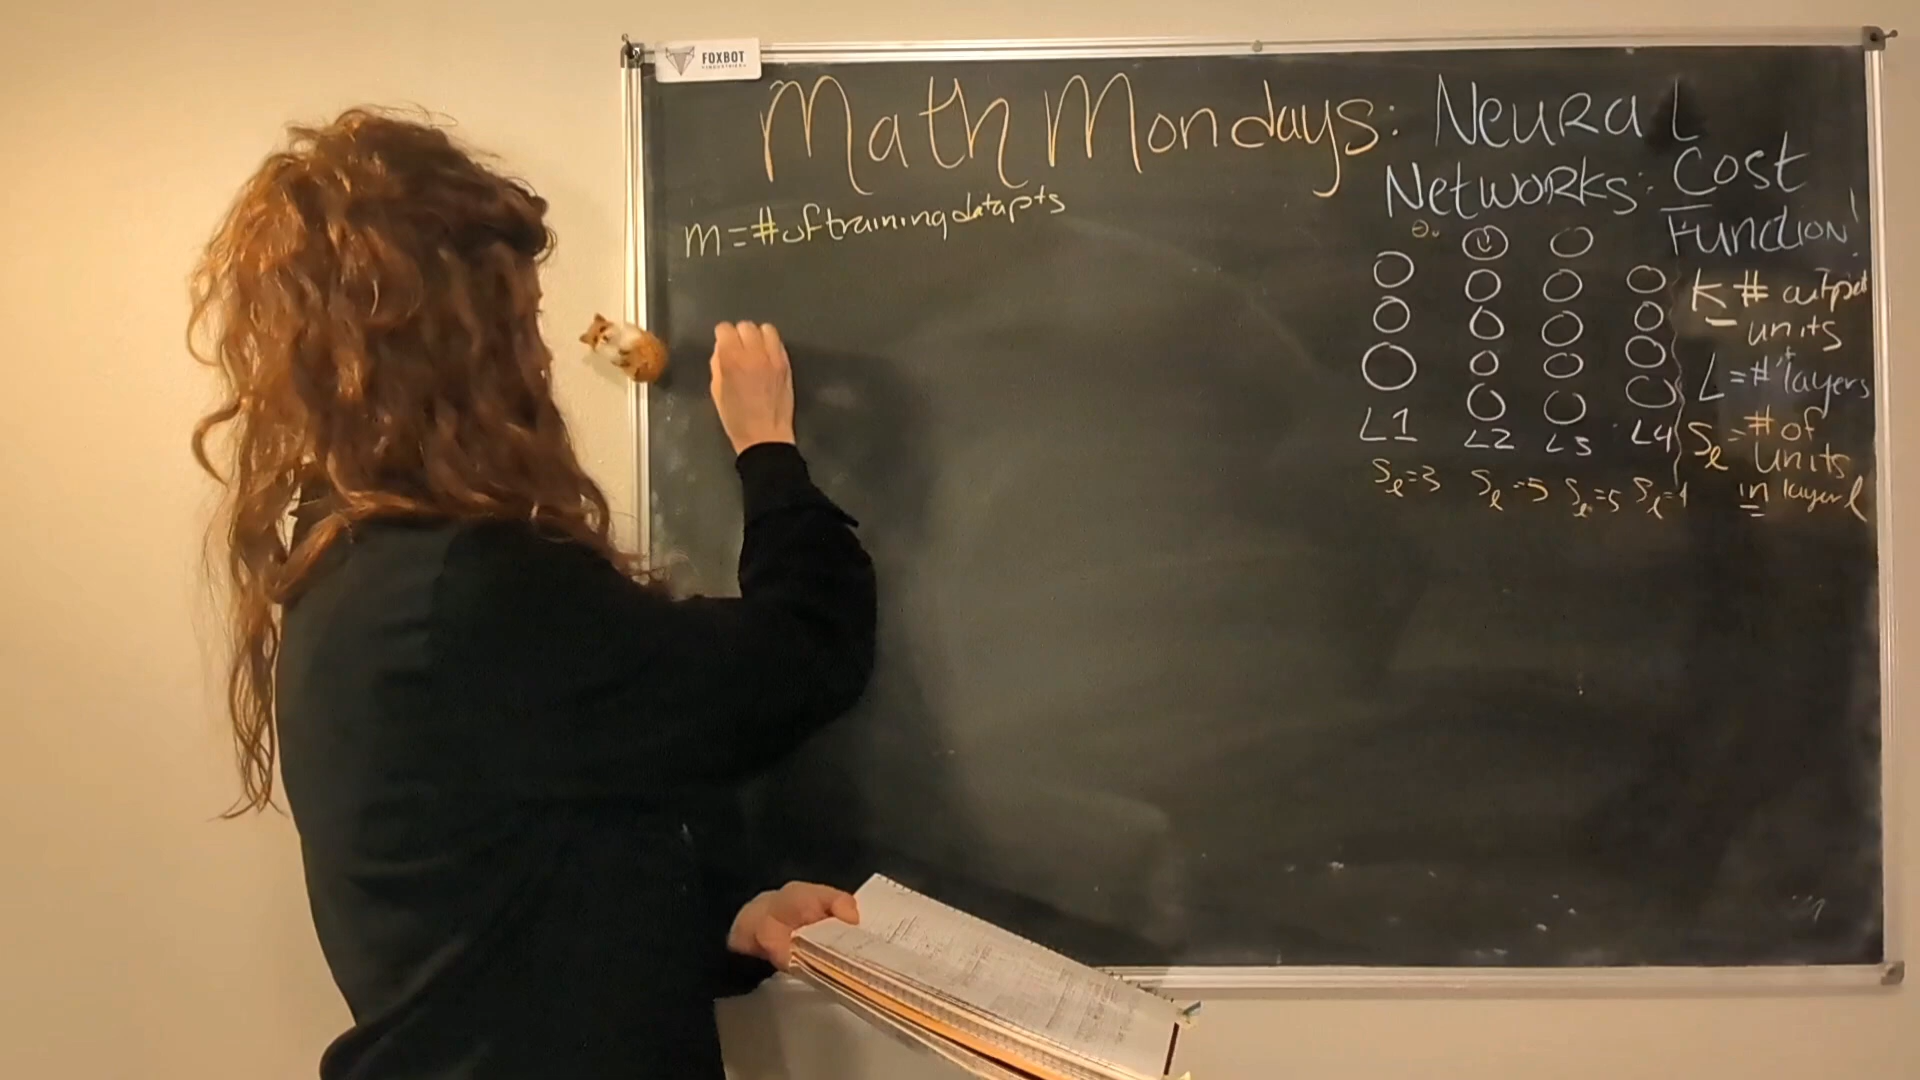 FOXBOT
INDUSTRIES
Math Mondays: Neural
Networks: Cost
Function!
m = # of training data pts
K # output
units
L = # layers
L1 L2 L3 L4
Sℓ = # of
units
in layer ℓ
Sℓ=3 Sℓ=5 Sℓ=5 Sℓ=4